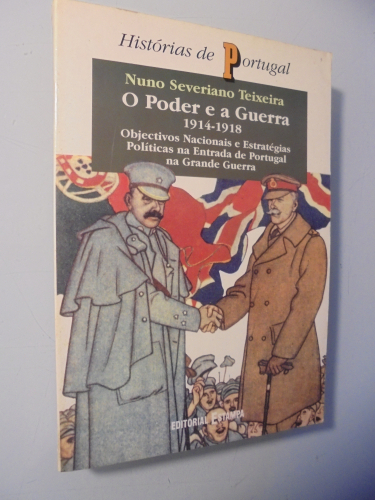 Histórias de Portugal
Nuno Severiano Teixeira
O Poder e a Guerra
1914-1918
Objectivos Nacionais e Estratégias
Políticas na Entrada de Portugal
na Grande Guerra
EDITORIAL ESTAMPA